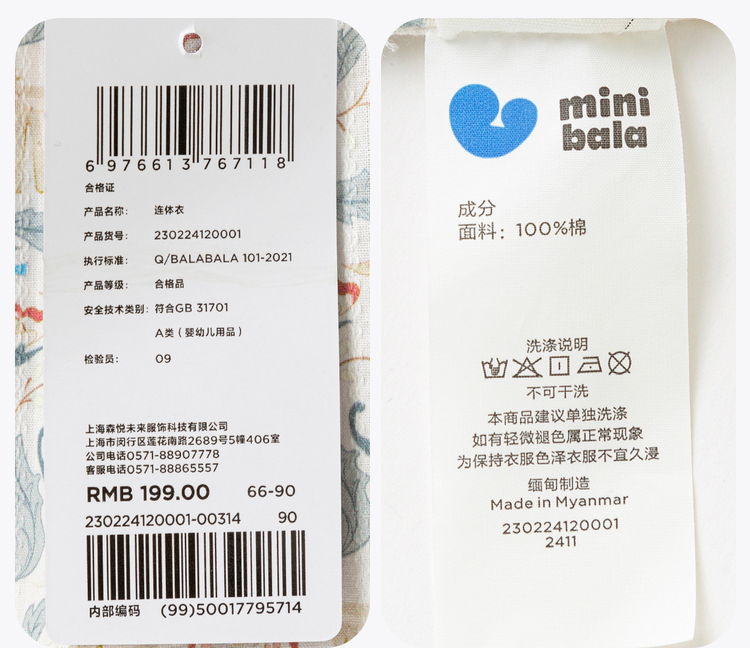 6 976613 767118
合格证
产品名称： 连体衣
产品货号： 230224120001
执行标准： Q/BALABALA 101-2021
产品等级： 合格品
安全技术类别： 符合GB 31701
A类（婴幼儿用品）
检验员： 09
上海森悦未来服饰科技有限公司
上海市闵行区莲花南路2689号5幢406室
公司电话0571-88907778
客服电话0571-88865557
RMB 199.00 66-90
230224120001-00314 90
内部编码 (99)50017795714
mini
bala
成分
面料：100%棉
洗涤说明
不可干洗
本商品建议单独洗涤
如有轻微褪色属正常现象
为保持衣服色泽衣服不宜久浸
缅甸制造
Made in Myanmar
230224120001
2411